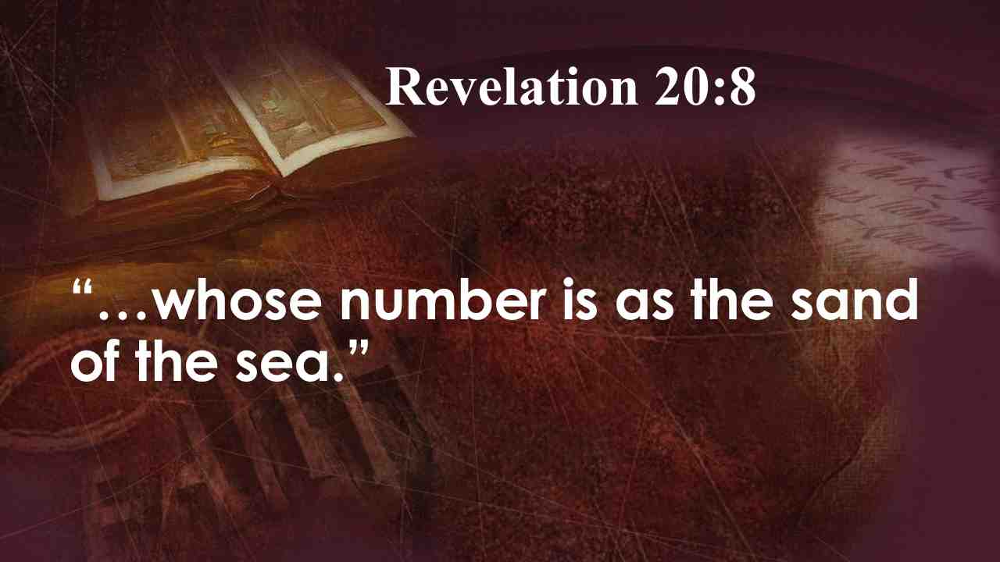 Revelation 20:8
“…whose number is as the sand
of the sea.”